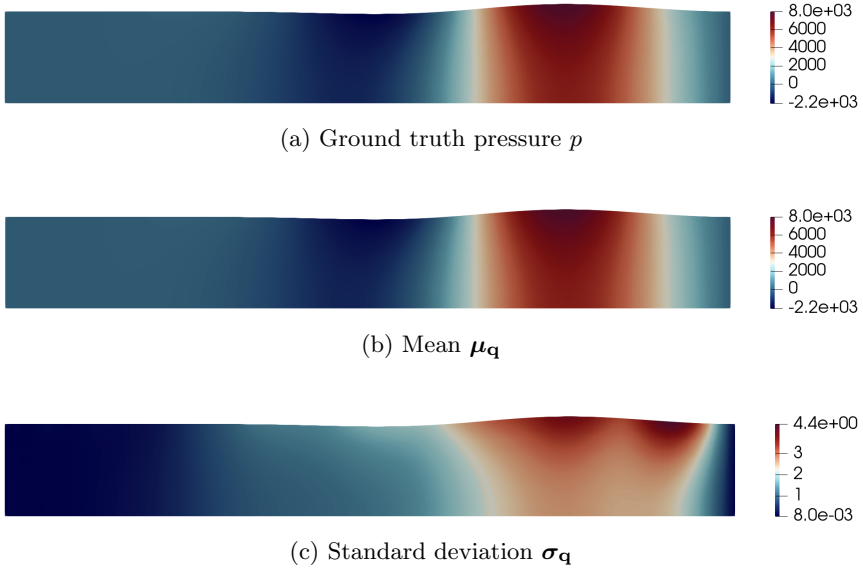 8.0e+03
6000
4000
2000
0
-2.2e+03
(a) Ground truth pressure p
8.0e+03
6000
4000
2000
0
-2.2e+03
(b) Mean μq
4.4e+00
3
2
1
8.0e-03
(c) Standard deviation σq